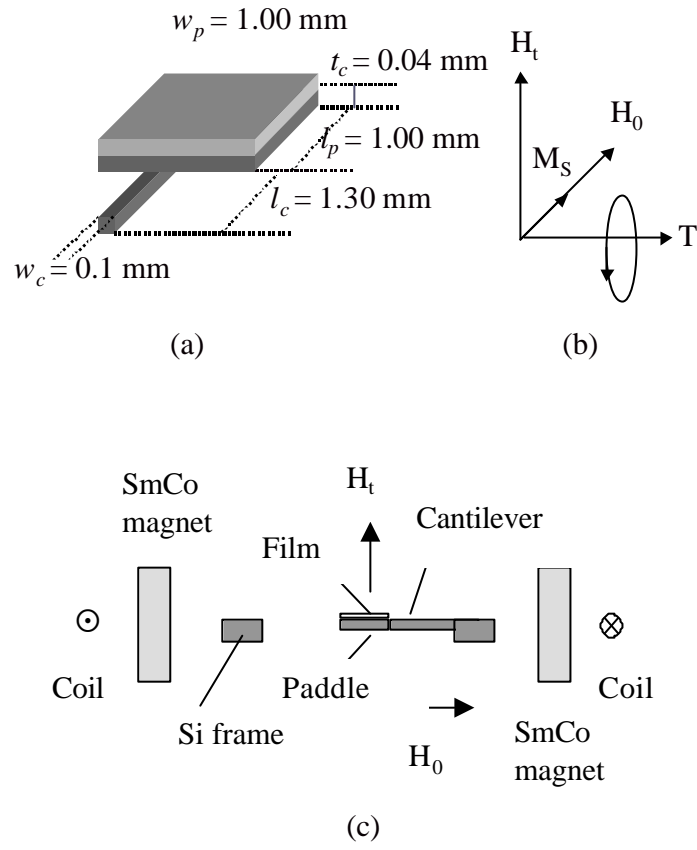 w_p = 1.00 mm
t_c = 0.04 mm
l_p = 1.00 mm
l_c = 1.30 mm
w_c = 0.1 mm
(a)
H_t
H_0
M_S
T
(b)
SmCo
magnet
H_t
Cantilever
Film
Coil
Paddle
Coil
Si frame
H_0
SmCo
magnet
(c)